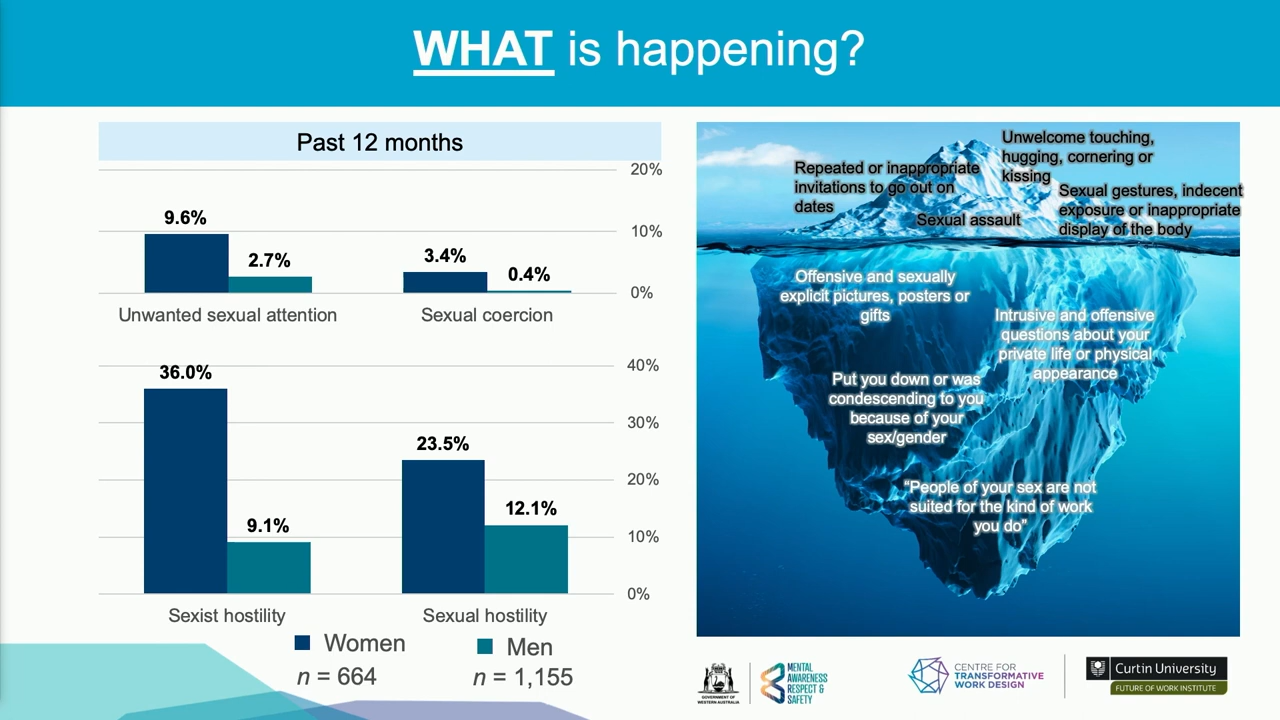 WHAT is happening?
Past 12 months
20%
10%
0%
9.6%
2.7%
3.4%
0.4%
Unwanted sexual attention
Sexual coercion
40%
30%
20%
10%
0%
36.0%
9.1%
23.5%
12.1%
Sexist hostility
Sexual hostility
Women
Men
n = 664
n = 1,155
Repeated or inappropriate
invitations to go out on
dates
Unwelcome touching,
hugging, cornering or
kissing
Sexual assault
Sexual gestures, indecent
exposure or inappropriate
display of the body
Offensive and sexually
explicit pictures, posters or
gifts
Intrusive and offensive
questions about your
private life or physical
appearance
Put you down or was
condescending to you
because of your
sex/gender
“People of your sex are not
suited for the kind of work
you do”
GOVERNMENT OF
WESTERN AUSTRALIA
MENTAL
AWARENESS
RESPECT &
SAFETY
CENTRE FOR
TRANSFORMATIVE
WORK DESIGN
Curtin University
FUTURE OF WORK INSTITUTE